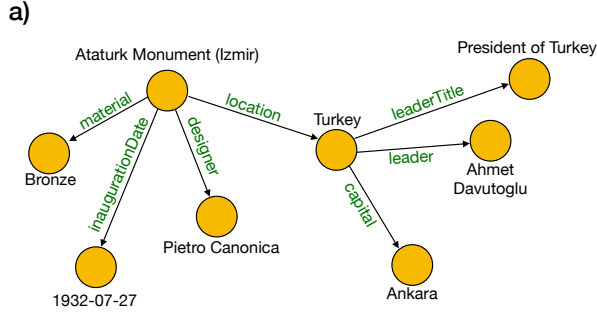 a)
Ataturk Monument (Izmir)
President of Turkey
material
location
leaderTitle
Turkey
inaugurationDate
designer
leader
Bronze
Ahmet
Davutoglu
capital
Pietro Canonica
1932-07-27
Ankara